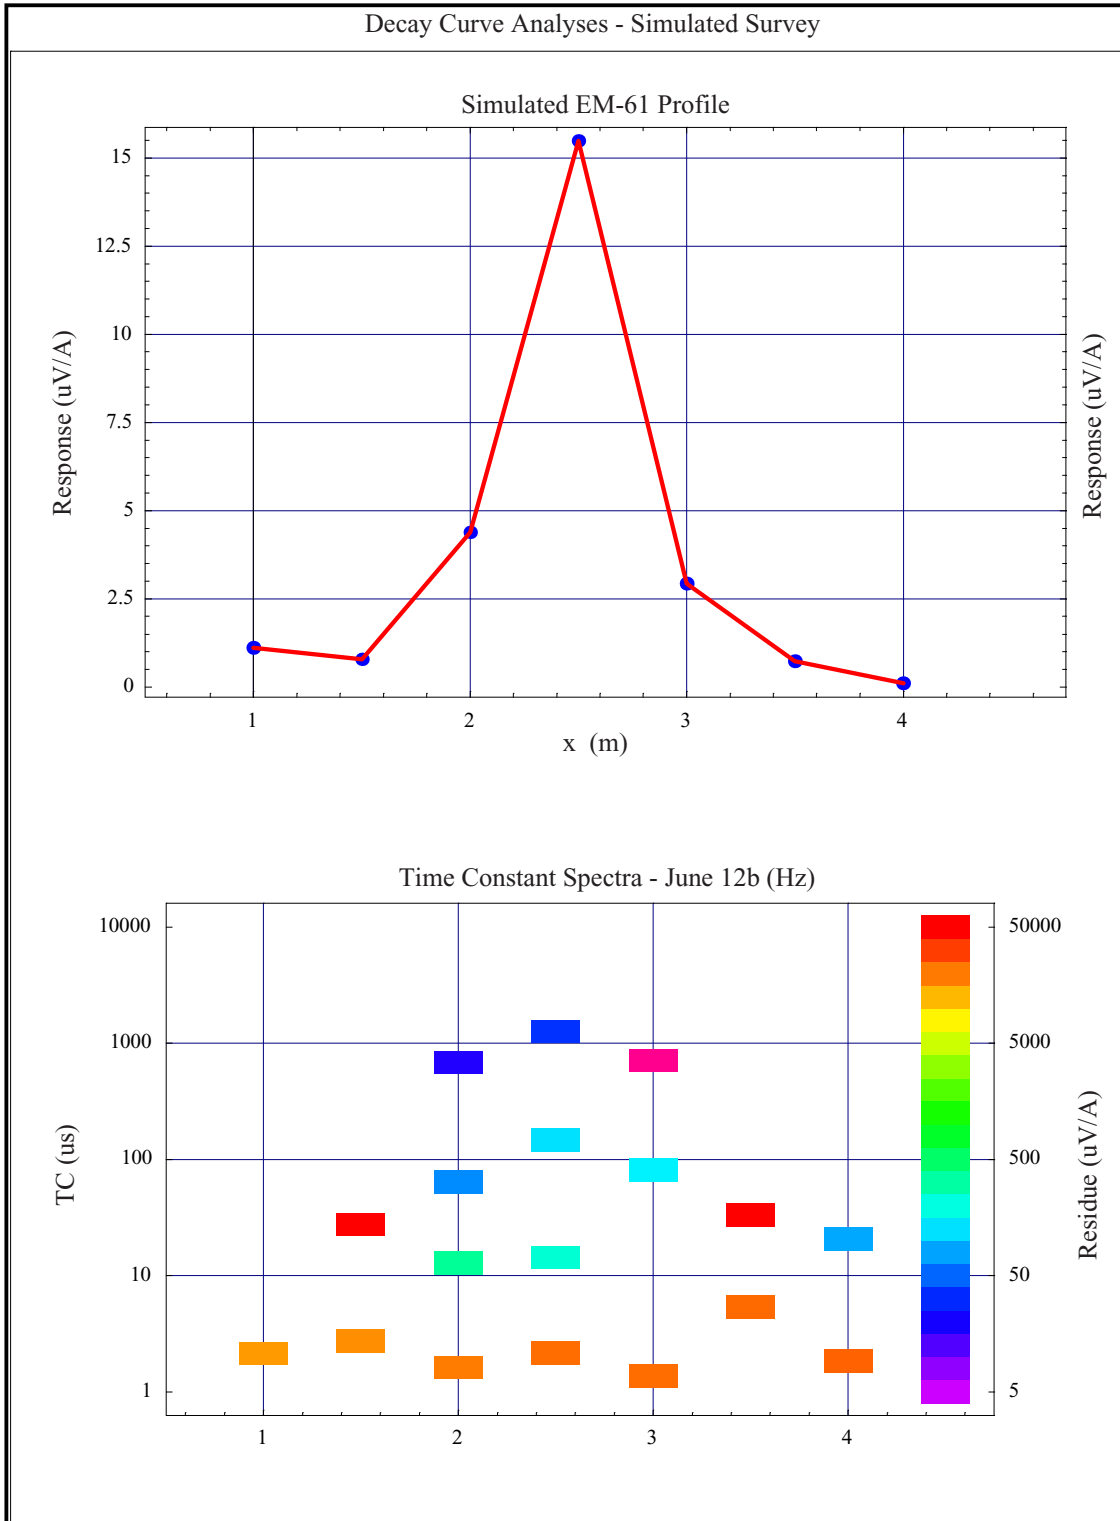 Decay Curve Analyses - Simulated Survey
Simulated EM-61 Profile
15
12.5
10
7.5
5
2.5
0
Response (uV/A)
Response (uV/A)
1 2 3 4
x (m)
Time Constant Spectra - June 12b (Hz)
10000
1000
100
10
1
TC (us)
50000
5000
500
50
5
Residue (uV/A)
1 2 3 4